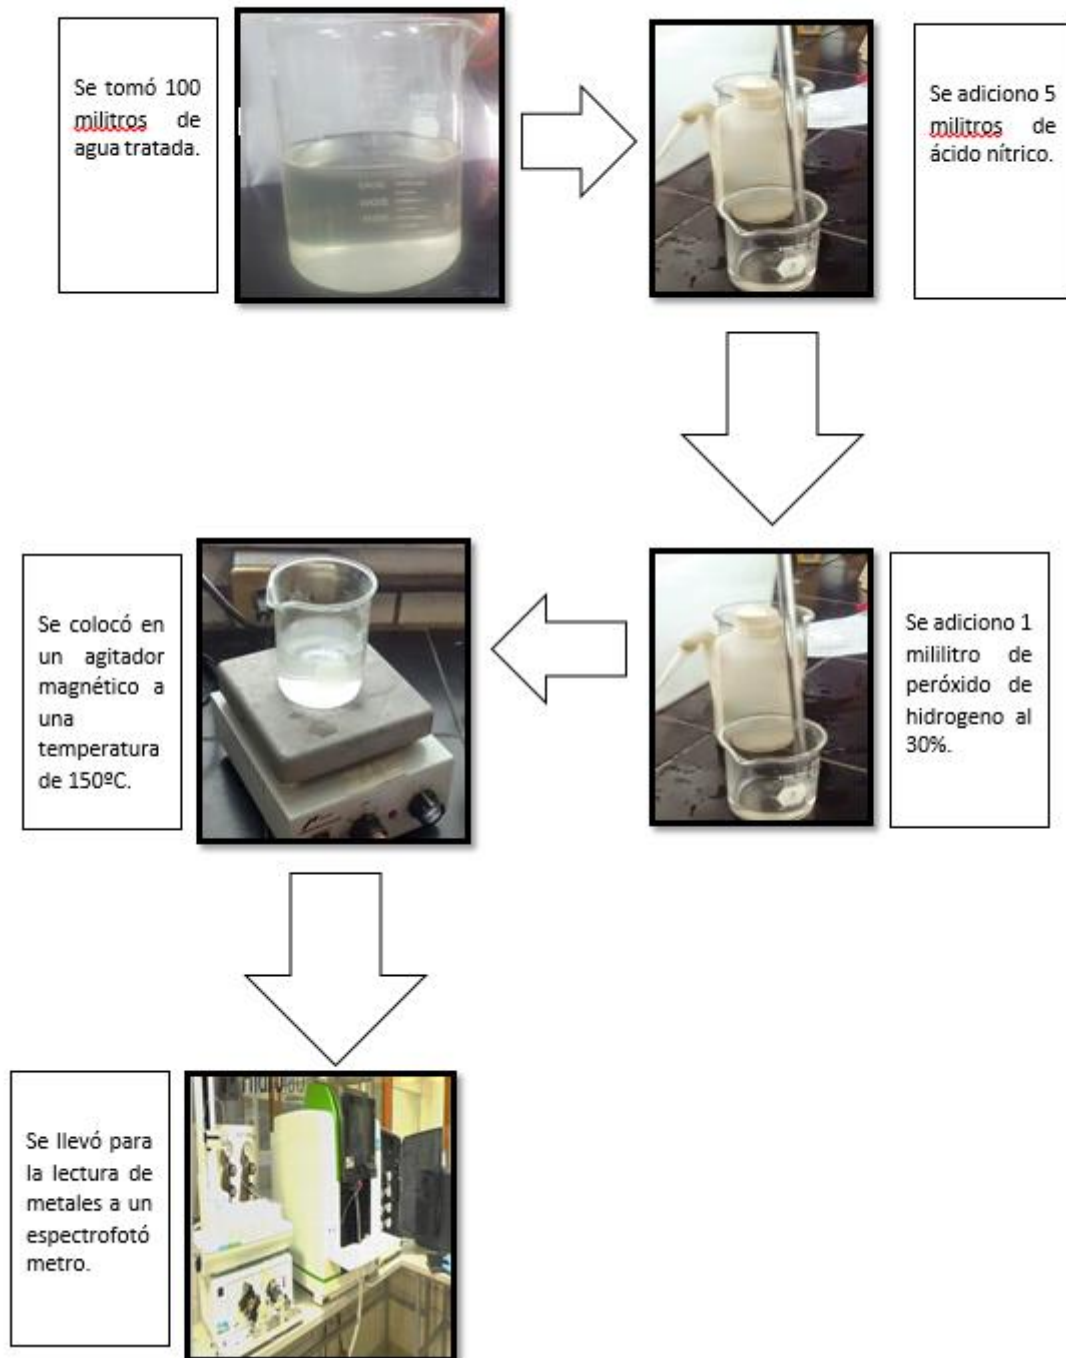 Se tomó 100
militros de
agua tratada.
Se adiciono 5
militros de
ácido nítrico.
Se adiciono 1
mililitro de
peróxido de
hidrogeno al
30%.
Se colocó en
un agitador
magnético a
una
temperatura
de 150ºC.
Se llevó para
la lectura de
metales a un
espectrofotó
metro.